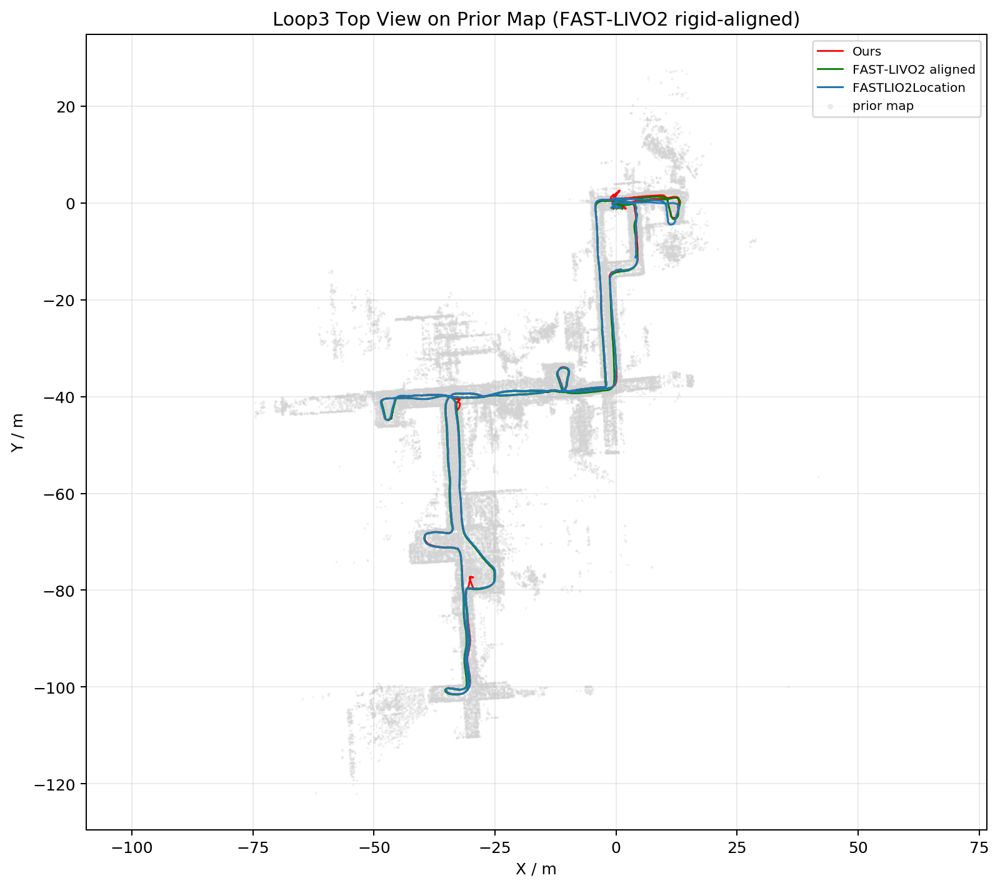 Loop3 Top View on Prior Map (FAST-LIVO2 rigid-aligned)
Ours
FAST-LIVO2 aligned
FASTLIO2Location
prior map
20
0
−20
−40
−60
−80
−100
−120
Y / m
−100
−75
−50
−25
0
25
50
75
X / m